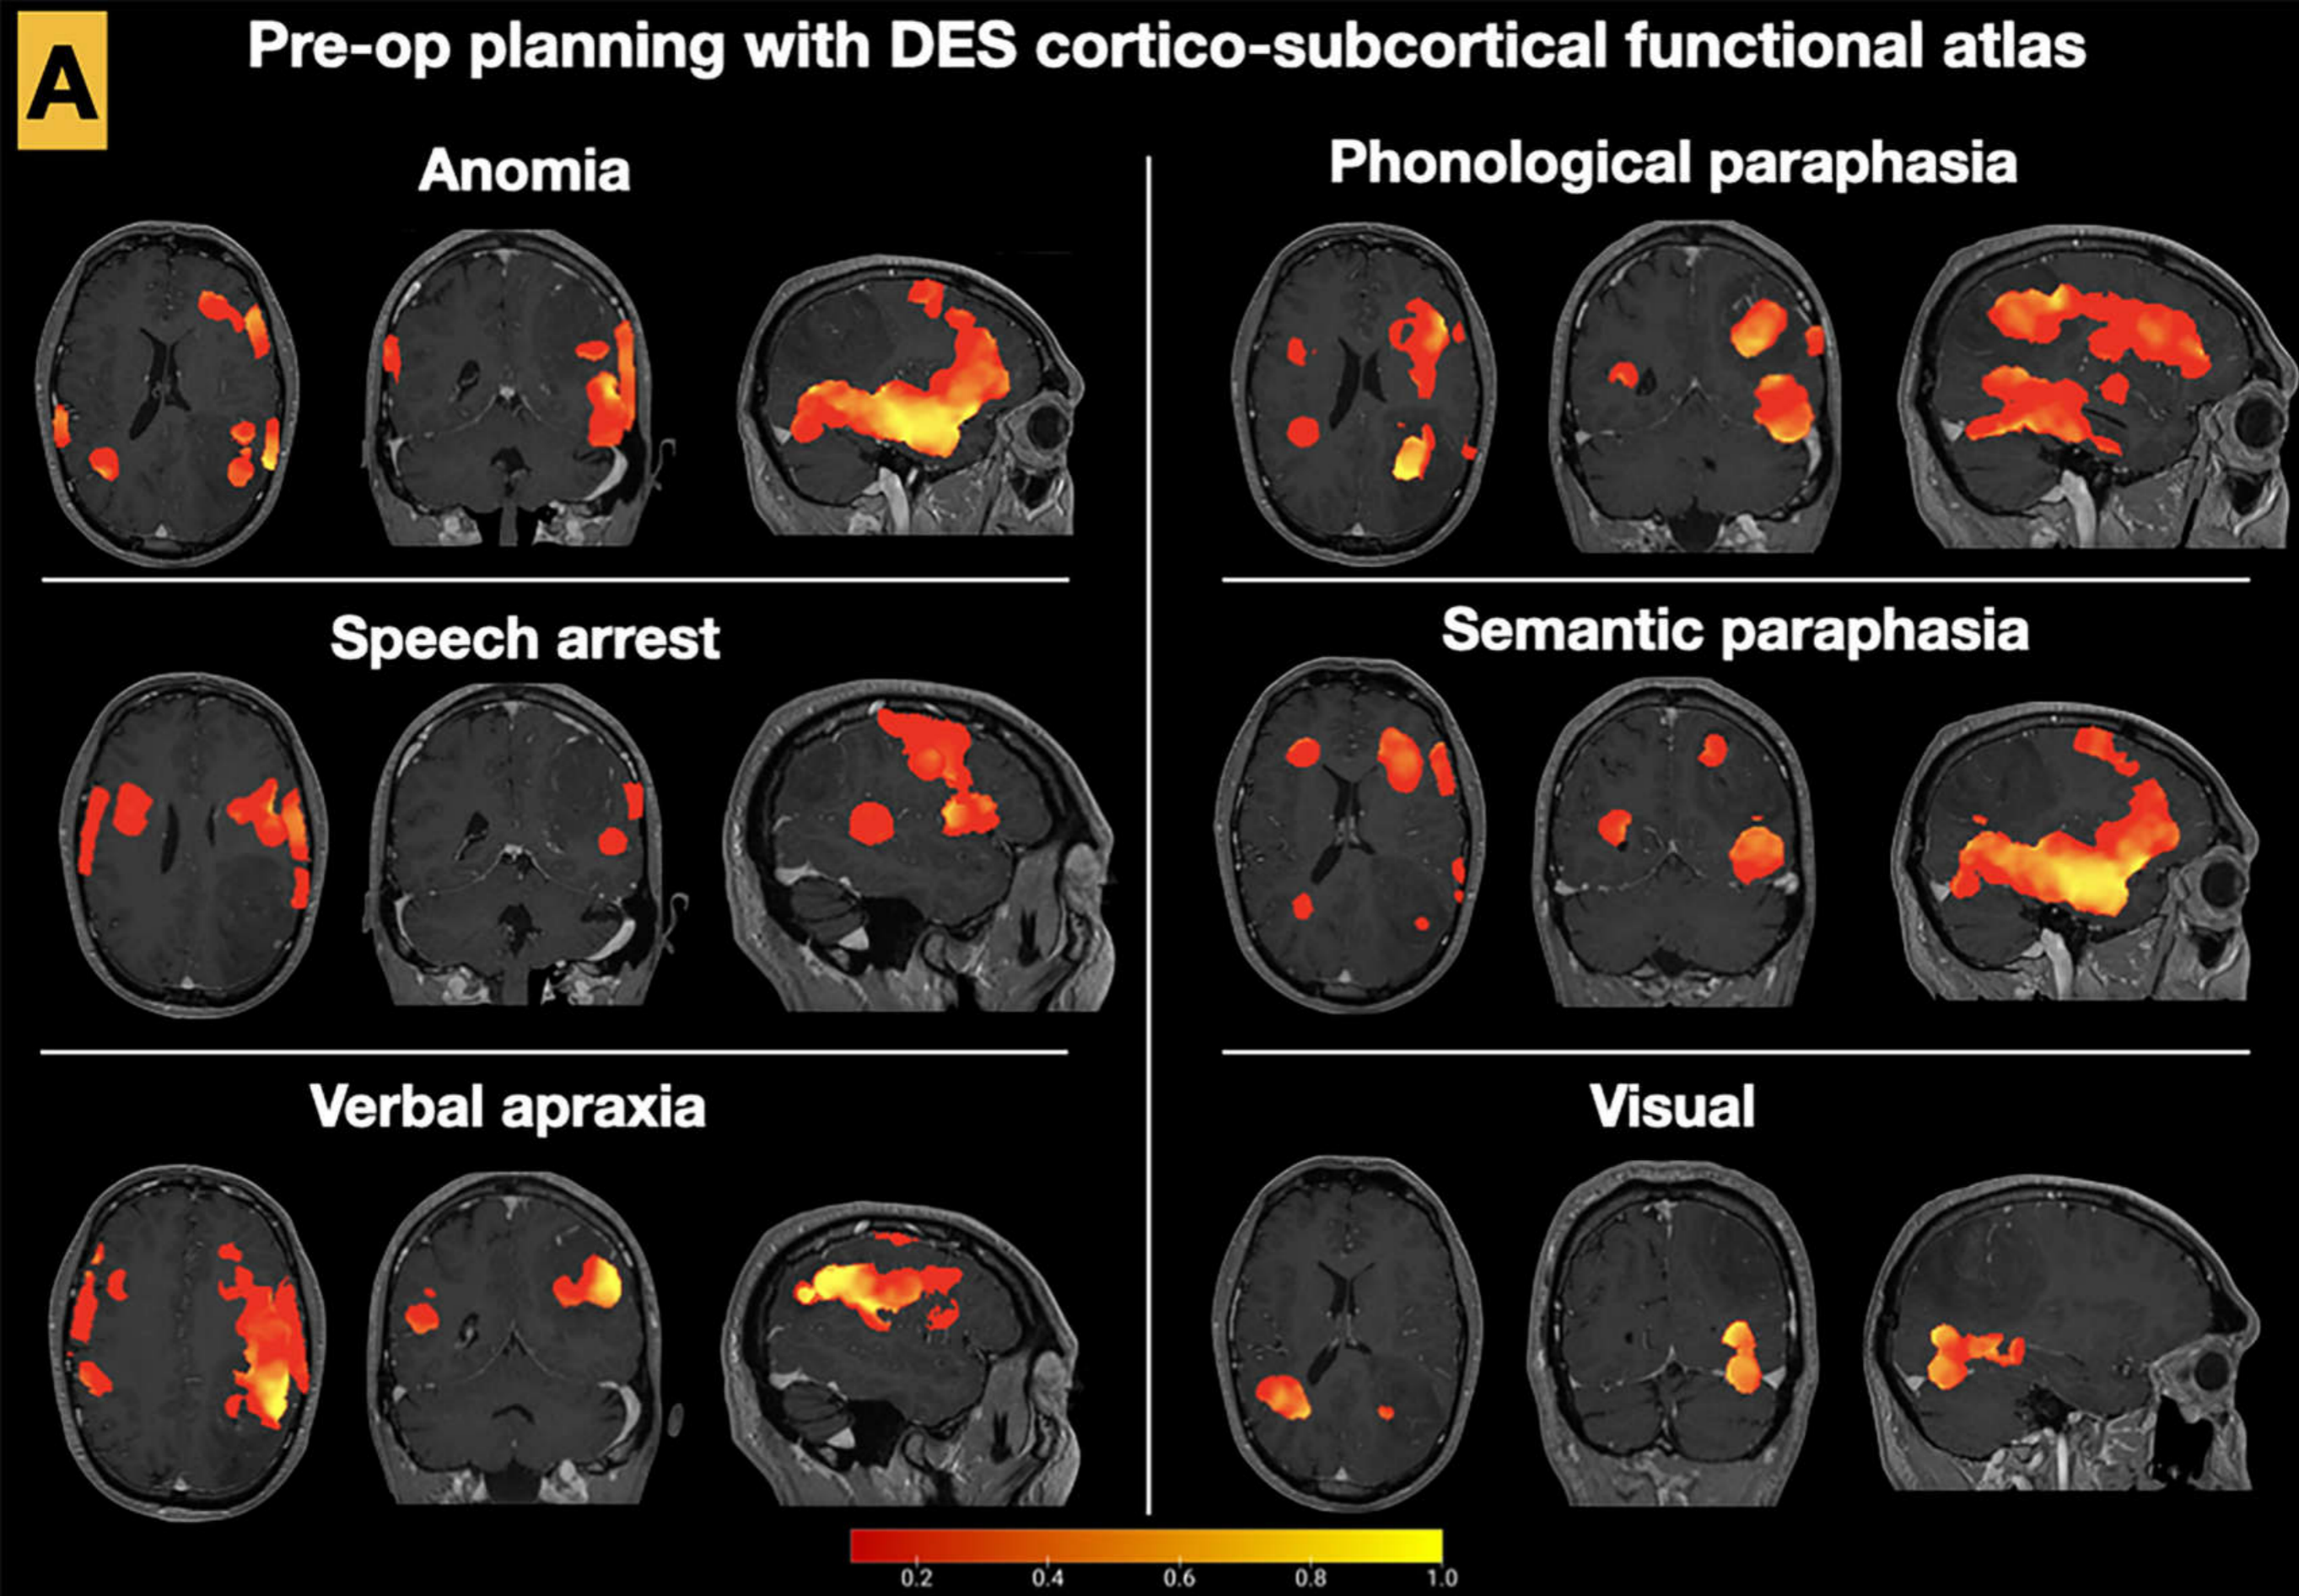 A
Pre-op planning with DES cortico-subcortical functional atlas
Anomia
Phonological paraphasia
Speech arrest
Semantic paraphasia
Verbal apraxia
Visual
0.2 0.4 0.6 0.8 1.0